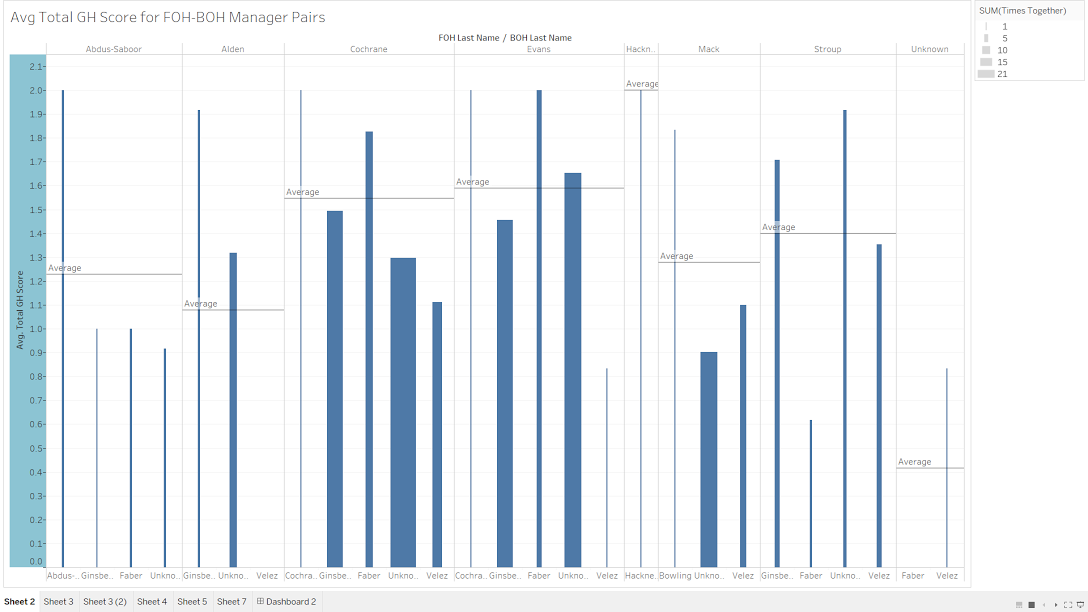 Avg Total GH Score for FOH-BOH Manager Pairs
FOH Last Name / BOH Last Name
Abdus-Saboor Alden Cochrane Evans Hackn.. Mack Stroup Unknown
Avg. Total GH Score
2.1
2.0
1.9
1.8
1.7
1.6
1.5
1.4
1.3
1.2
1.1
1.0
0.9
0.8
0.7
0.6
0.5
0.4
0.3
0.2
0.1
0.0
Average
Average
Average
Average
Average
Average
Average
Average
Abdus-.. Ginsbe.. Faber Unkno.. Ginsbe.. Unkno.. Velez Cochra.. Ginsbe.. Faber Unkno.. Velez Cochra.. Ginsbe.. Faber Unkno.. Velez Hackne.. Bowling Unkno.. Velez Ginsbe.. Faber Unkno.. Velez Faber Velez
SUM(Times Together)
1
5
10
15
21
Sheet 2 Sheet 3 Sheet 3 (2) Sheet 4 Sheet 5 Sheet 7 Dashboard 2